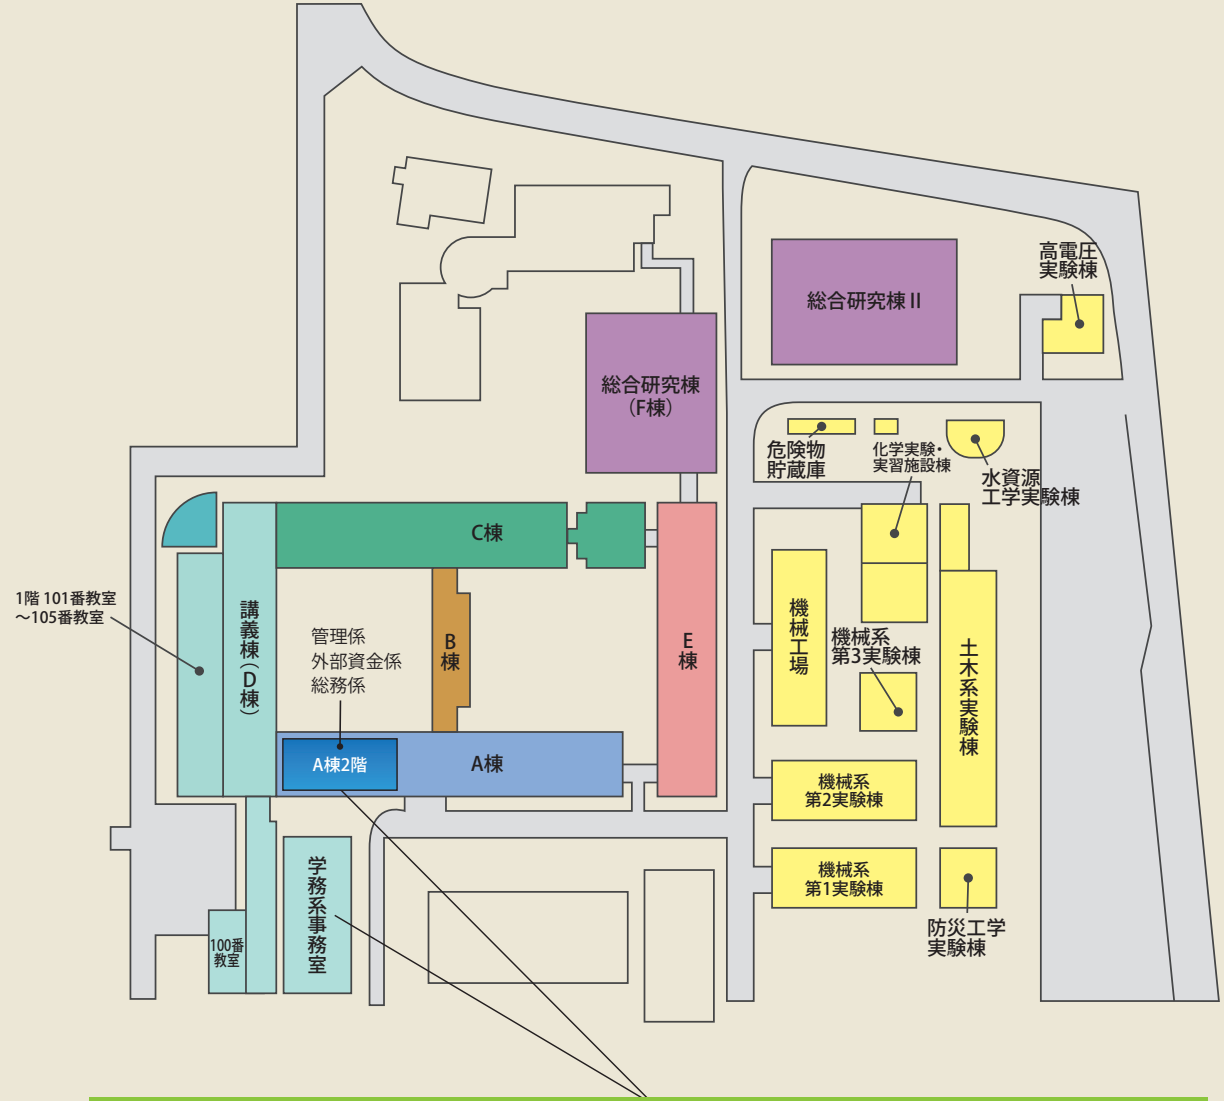 高電圧
実験棟
総合研究棟Ⅱ
総合研究棟
（F棟）
危険物
貯蔵庫
化学実験・
実習施設棟
水資源
工学実験棟
C棟
1階 101番教室
～105番教室
講義棟（D棟）
管理係
外部資金係
総務係
B棟
E棟
機械工場
機械系
第3実験棟
土木系実験棟
A棟2階
A棟
機械系
第2実験棟
機械系
第1実験棟
学務系事務室
100番
教室
防災工学
実験棟